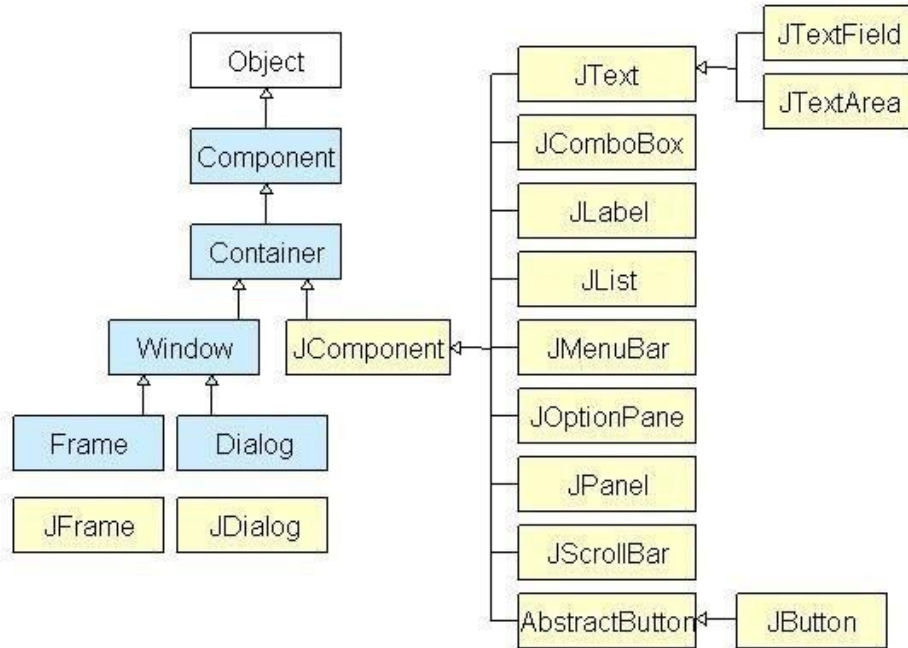 Object
Component
Container
Window
JComponent
Frame
Dialog
JFrame
JDialog
JText
JComboBox
JLabel
JList
JMenuBar
JOptionPane
JPanel
JScrollBar
AbstractButton
JTextField
JTextArea
JButton